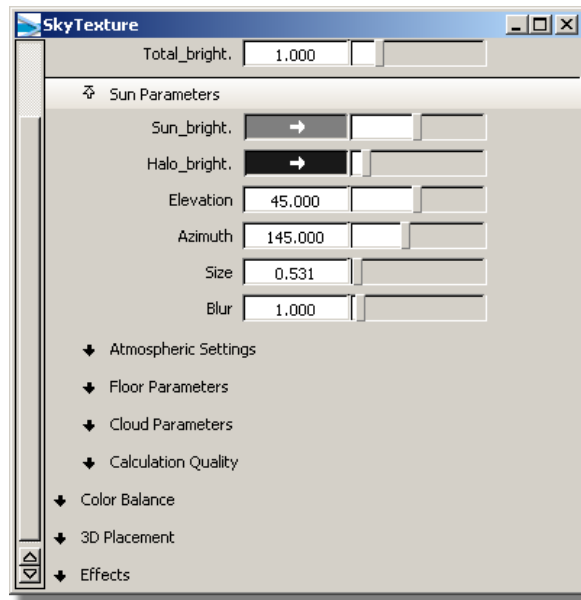 SkyTexture
Total_bright. 1.000
Sun Parameters
Sun_bright.
Halo_bright.
Elevation 45.000
Azimuth 145.000
Size 0.531
Blur 1.000
Atmospheric Settings
Floor Parameters
Cloud Parameters
Calculation Quality
Color Balance
3D Placement
Effects